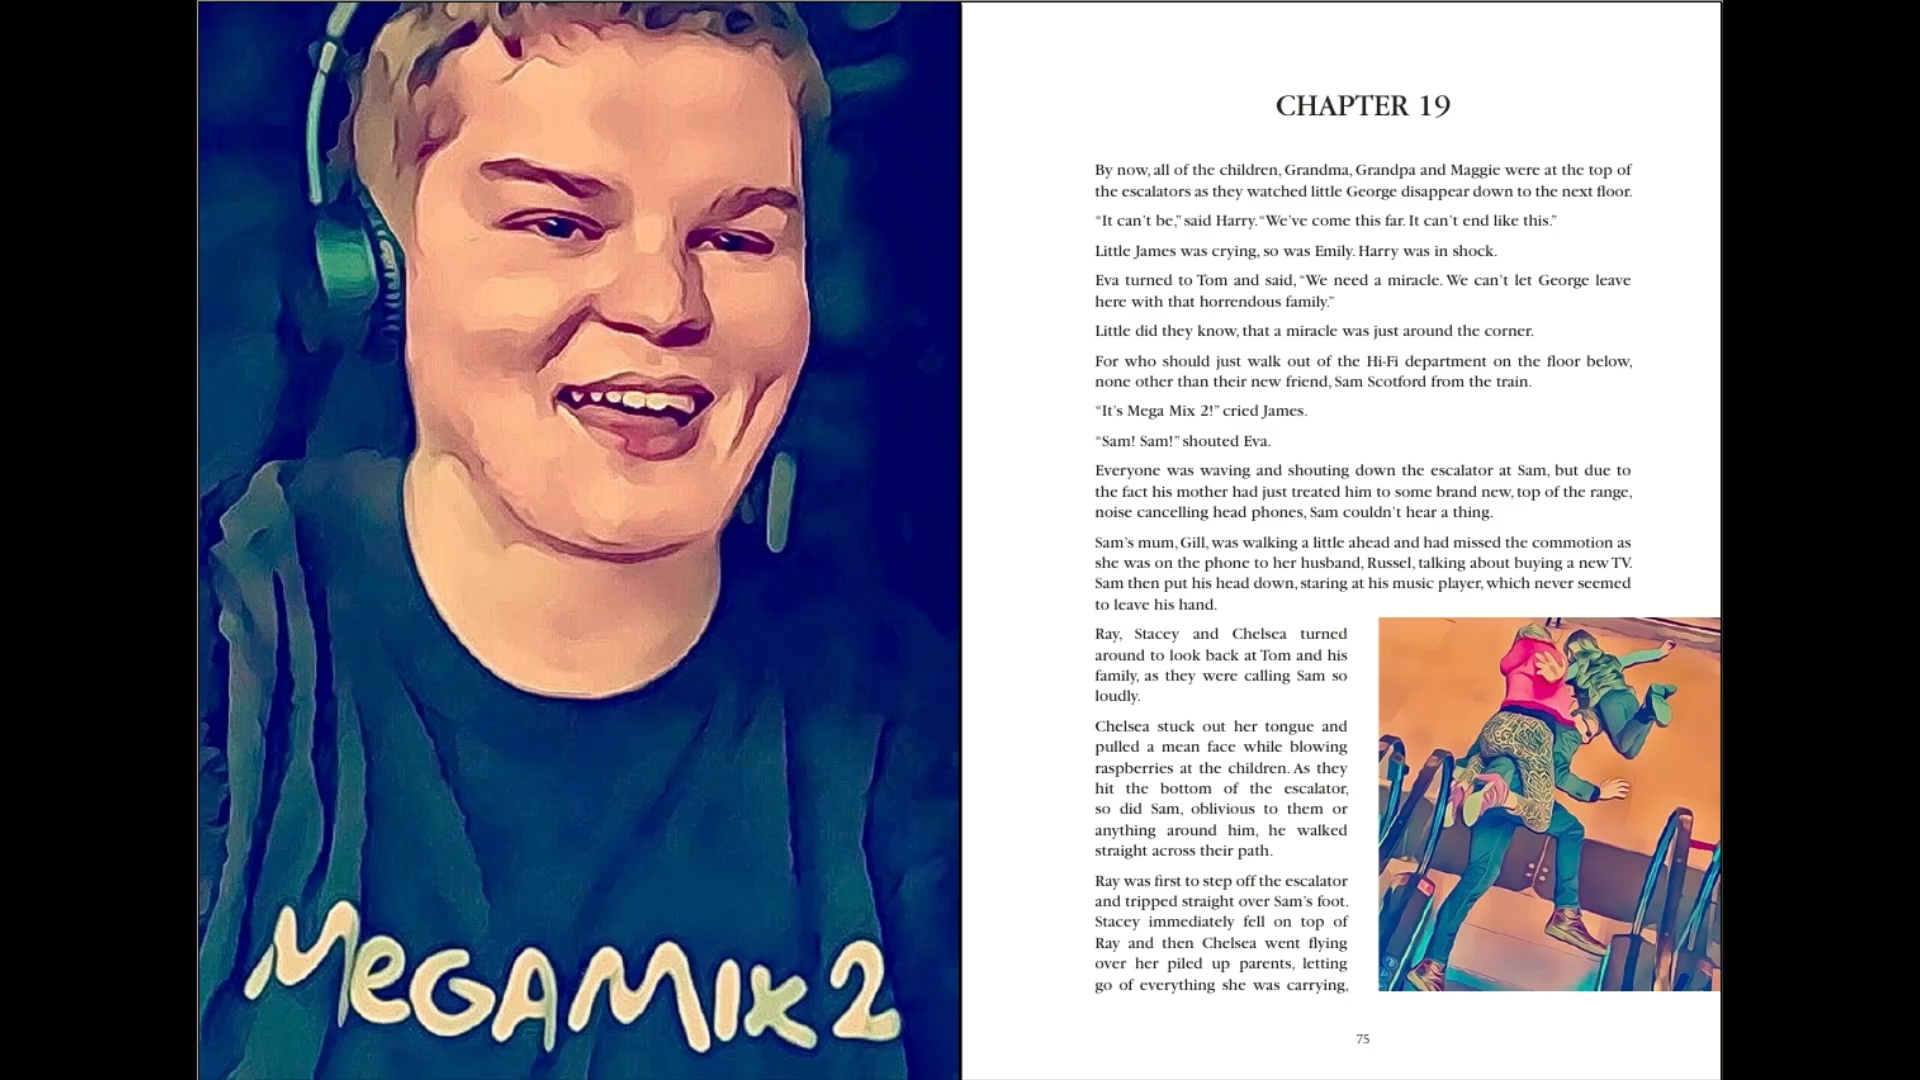 MEGAMIX2
CHAPTER 19
By now, all of the children, Grandma, Grandpa and Maggie were at the top of
the escalators as they watched little George disappear down to the next floor.
“It can’t be,” said Harry. “We’ve come this far. It can’t end like this.”
Little James was crying, so was Emily. Harry was in shock.
Eva turned to Tom and said, “We need a miracle. We can’t let George leave
here with that horrendous family.”
Little did they know, that a miracle was just around the corner.
For who should just walk out of the Hi-Fi department on the floor below,
none other than their new friend, Sam Scotford from the train.
“It’s Mega Mix 2!” cried James.
“Sam! Sam!” shouted Eva.
Everyone was waving and shouting down the escalator at Sam, but due to
the fact his mother had just treated him to some brand new, top of the range,
noise cancelling head phones, Sam couldn’t hear a thing.
Sam’s mum, Gill, was walking a little ahead and had missed the commotion as
she was on the phone to her husband, Russel, talking about buying a new TV.
Sam then put his head down, staring at his music player, which never seemed
to leave his hand.
Ray, Stacey and Chelsea turned
around to look back at Tom and his
family, as they were calling Sam so
loudly.
Chelsea stuck out her tongue and
pulled a mean face while blowing
raspberries at the children. As they
hit the bottom of the escalator,
so did Sam, oblivious to them or
anything around him, he walked
straight across their path.
Ray was first to step off the escalator
and tripped straight over Sam’s foot.
Stacey immediately fell on top of
Ray and then Chelsea went flying
over her piled up parents, letting
go of everything she was carrying,
75